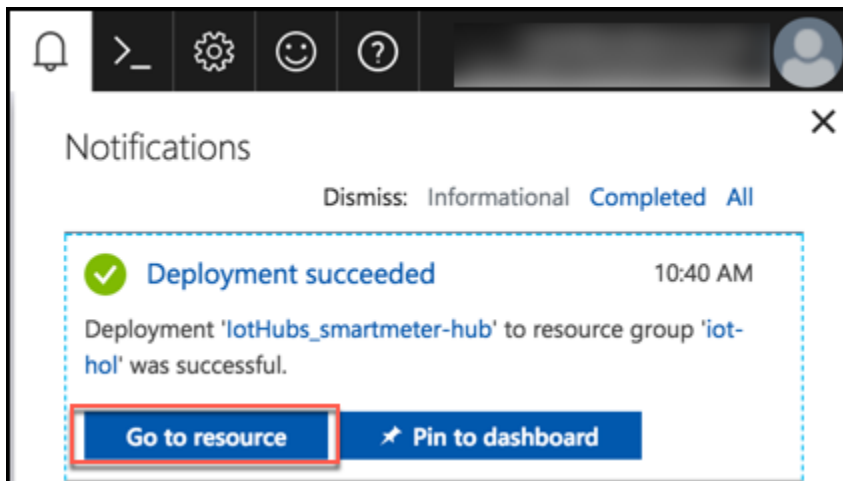 Notifications
Dismiss: Informational Completed All
Deployment succeeded 10:40 AM
Deployment 'IotHubs_smartmeter-hub' to resource group 'iot-
hol' was successful.
Go to resource Pin to dashboard